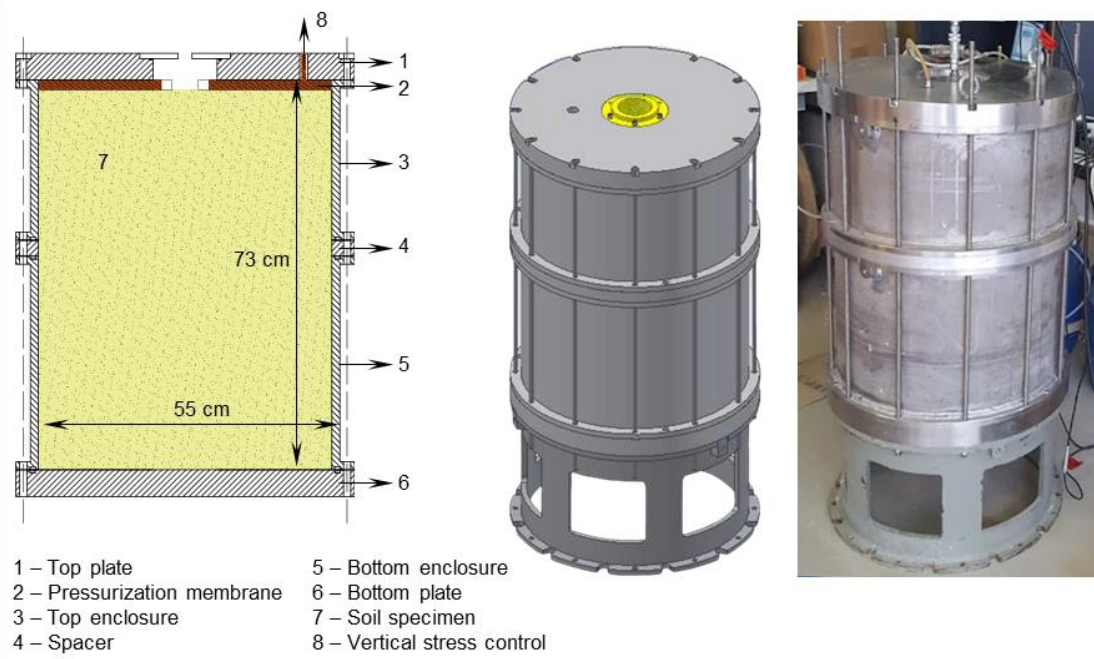 8
1
2
3
7
4
73 cm
5
55 cm
6
1 – Top plate
2 – Pressurization membrane
3 – Top enclosure
4 – Spacer
5 – Bottom enclosure
6 – Bottom plate
7 – Soil specimen
8 – Vertical stress control